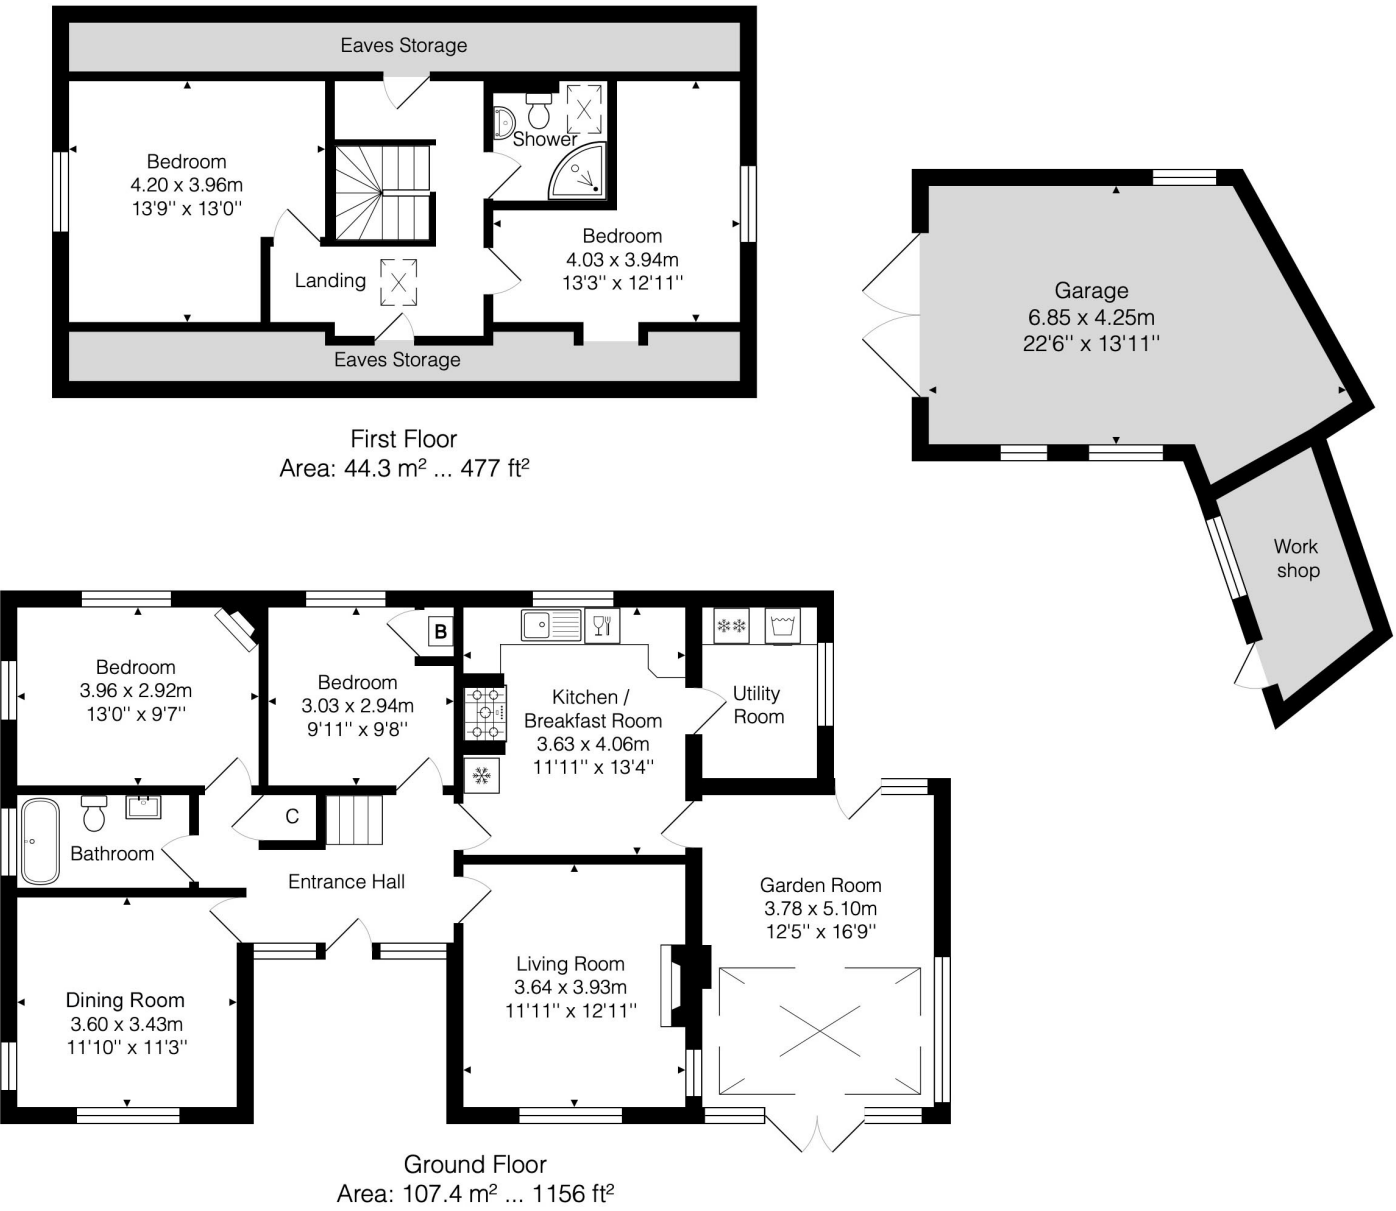 Eaves Storage
Bedroom
4.20 x 3.96m
13'9'' x 13'0''
Shower
Bedroom
4.03 x 3.94m
13'3'' x 12'11''
Landing
Eaves Storage
First Floor
Area: 44.3 m² ... 477 ft²
Garage
6.85 x 4.25m
22'6'' x 13'11''
Work
shop
Bedroom
3.96 x 2.92m
13'0'' x 9'7''
B
Bedroom
3.03 x 2.94m
9'11'' x 9'8''
Kitchen /
Breakfast Room
3.63 x 4.06m
11'11'' x 13'4''
Utility
Room
C
Bathroom
Entrance Hall
Garden Room
3.78 x 5.10m
12'5'' x 16'9''
Living Room
3.64 x 3.93m
11'11'' x 12'11''
Dining Room
3.60 x 3.43m
11'10'' x 11'3''
Ground Floor
Area: 107.4 m² ... 1156 ft²